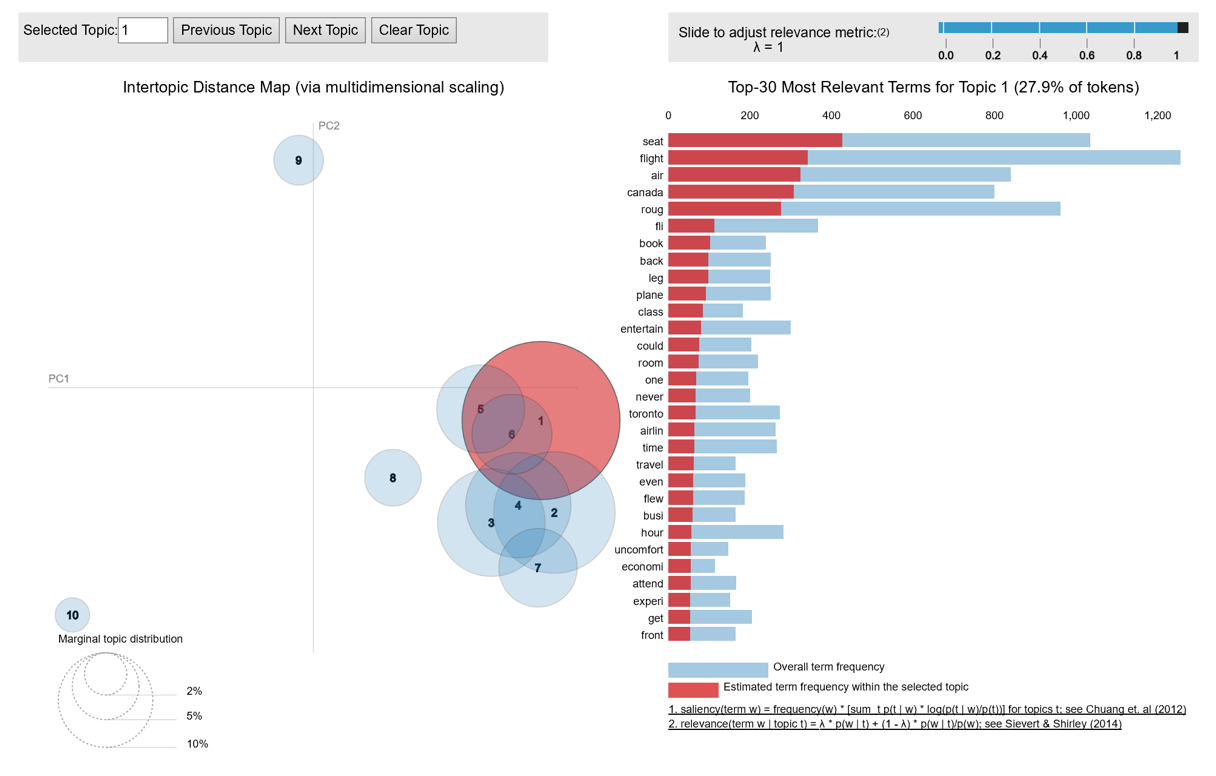 Selected Topic: 1 Previous Topic Next Topic Clear Topic
Slide to adjust relevance metric:(2)
λ = 1
0.0 0.2 0.4 0.6 0.8 1
Intertopic Distance Map (via multidimensional scaling)
PC2
PC1
9
5
1
6
8
4
2
3
7
10
Marginal topic distribution
2%
5%
10%
Top-30 Most Relevant Terms for Topic 1 (27.9% of tokens)
0 200 400 600 800 1,000 1,200
seat
flight
air
canada
roug
fli
book
back
leg
plane
class
entertain
could
room
one
never
toronto
airlin
time
travel
even
flew
busi
hour
uncomfort
economi
attend
experi
get
front
Overall term frequency
Estimated term frequency within the selected topic
1. saliency(term w) = frequency(w) * [sum_t p(t | w) * log(p(t | w)/p(t))] for topics t; see Chuang et. al (2012)
2. relevance(term w | topic t) = λ * p(w | t) + (1 - λ) * p(w | t)/p(w); see Sievert & Shirley (2014)